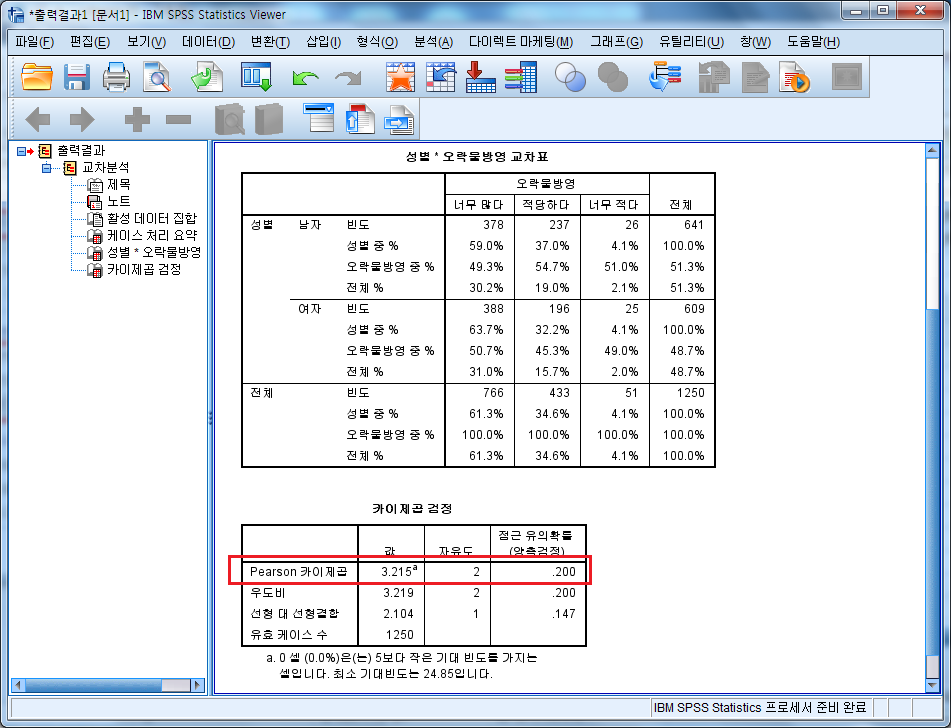 *출력결과1 [문서1] - IBM SPSS Statistics Viewer
파일(F) 편집(E) 보기(V) 데이터(D) 변환(T) 삽입(I) 형식(O) 분석(A) 다이렉트 마케팅(M) 그래프(G) 유틸리티(U) 창(W) 도움말(H)
출력결과
교차분석
제목
노트
활성 데이터 집합
케이스 처리 요약
성별 * 오락물방영
카이제곱 검정
성별 * 오락물방영 교차표
오락물방영
너무 많다 적당하다 너무 적다 전체
성별 남자 빈도 378 237 26 641
성별 중 % 59.0% 37.0% 4.1% 100.0%
오락물방영 중 % 49.3% 54.7% 51.0% 51.3%
전체 % 30.2% 19.0% 2.1% 51.3%
여자 빈도 388 196 25 609
성별 중 % 63.7% 32.2% 4.1% 100.0%
오락물방영 중 % 50.7% 45.3% 49.0% 48.7%
전체 % 31.0% 15.7% 2.0% 48.7%
전체 빈도 766 433 51 1250
성별 중 % 61.3% 34.6% 4.1% 100.0%
오락물방영 중 % 100.0% 100.0% 100.0% 100.0%
전체 % 61.3% 34.6% 4.1% 100.0%
카이제곱 검정
점근 유의확률
값 자유도 (양측검정)
Pearson 카이제곱 3.215a 2 .200
우도비 3.219 2 .200
선형 대 선형결합 2.104 1 .147
유효 케이스 수 1250
a. 0 셀 (0.0%)은(는) 5보다 작은 기대 빈도를 가지는
셀입니다. 최소 기대빈도는 24.85입니다.
IBM SPSS Statistics 프로세서 준비 완료